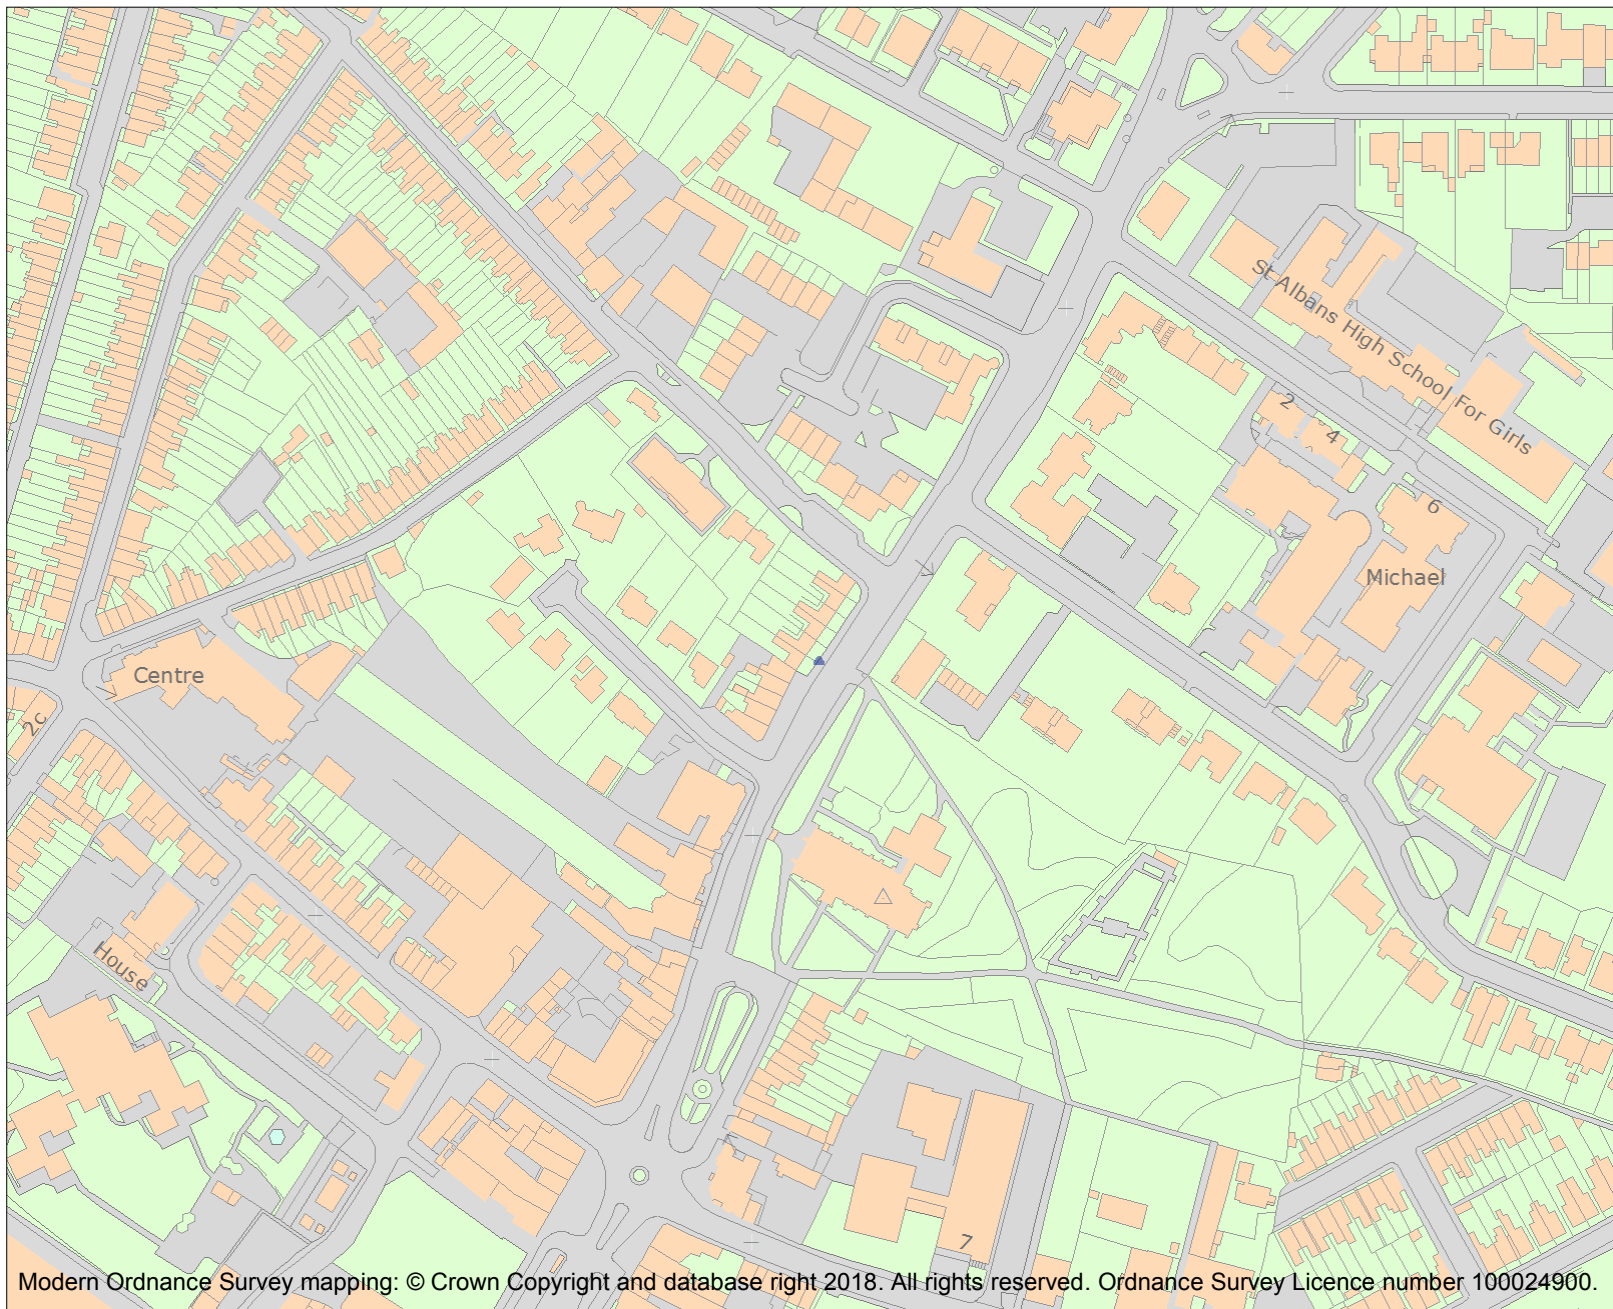 St Albans High School For Girls
2
4
6
Michael
Centre
2c
House
7
Modern Ordnance Survey mapping: © Crown Copyright and database right 2018. All rights reserved. Ordnance Survey Licence number 100024900.